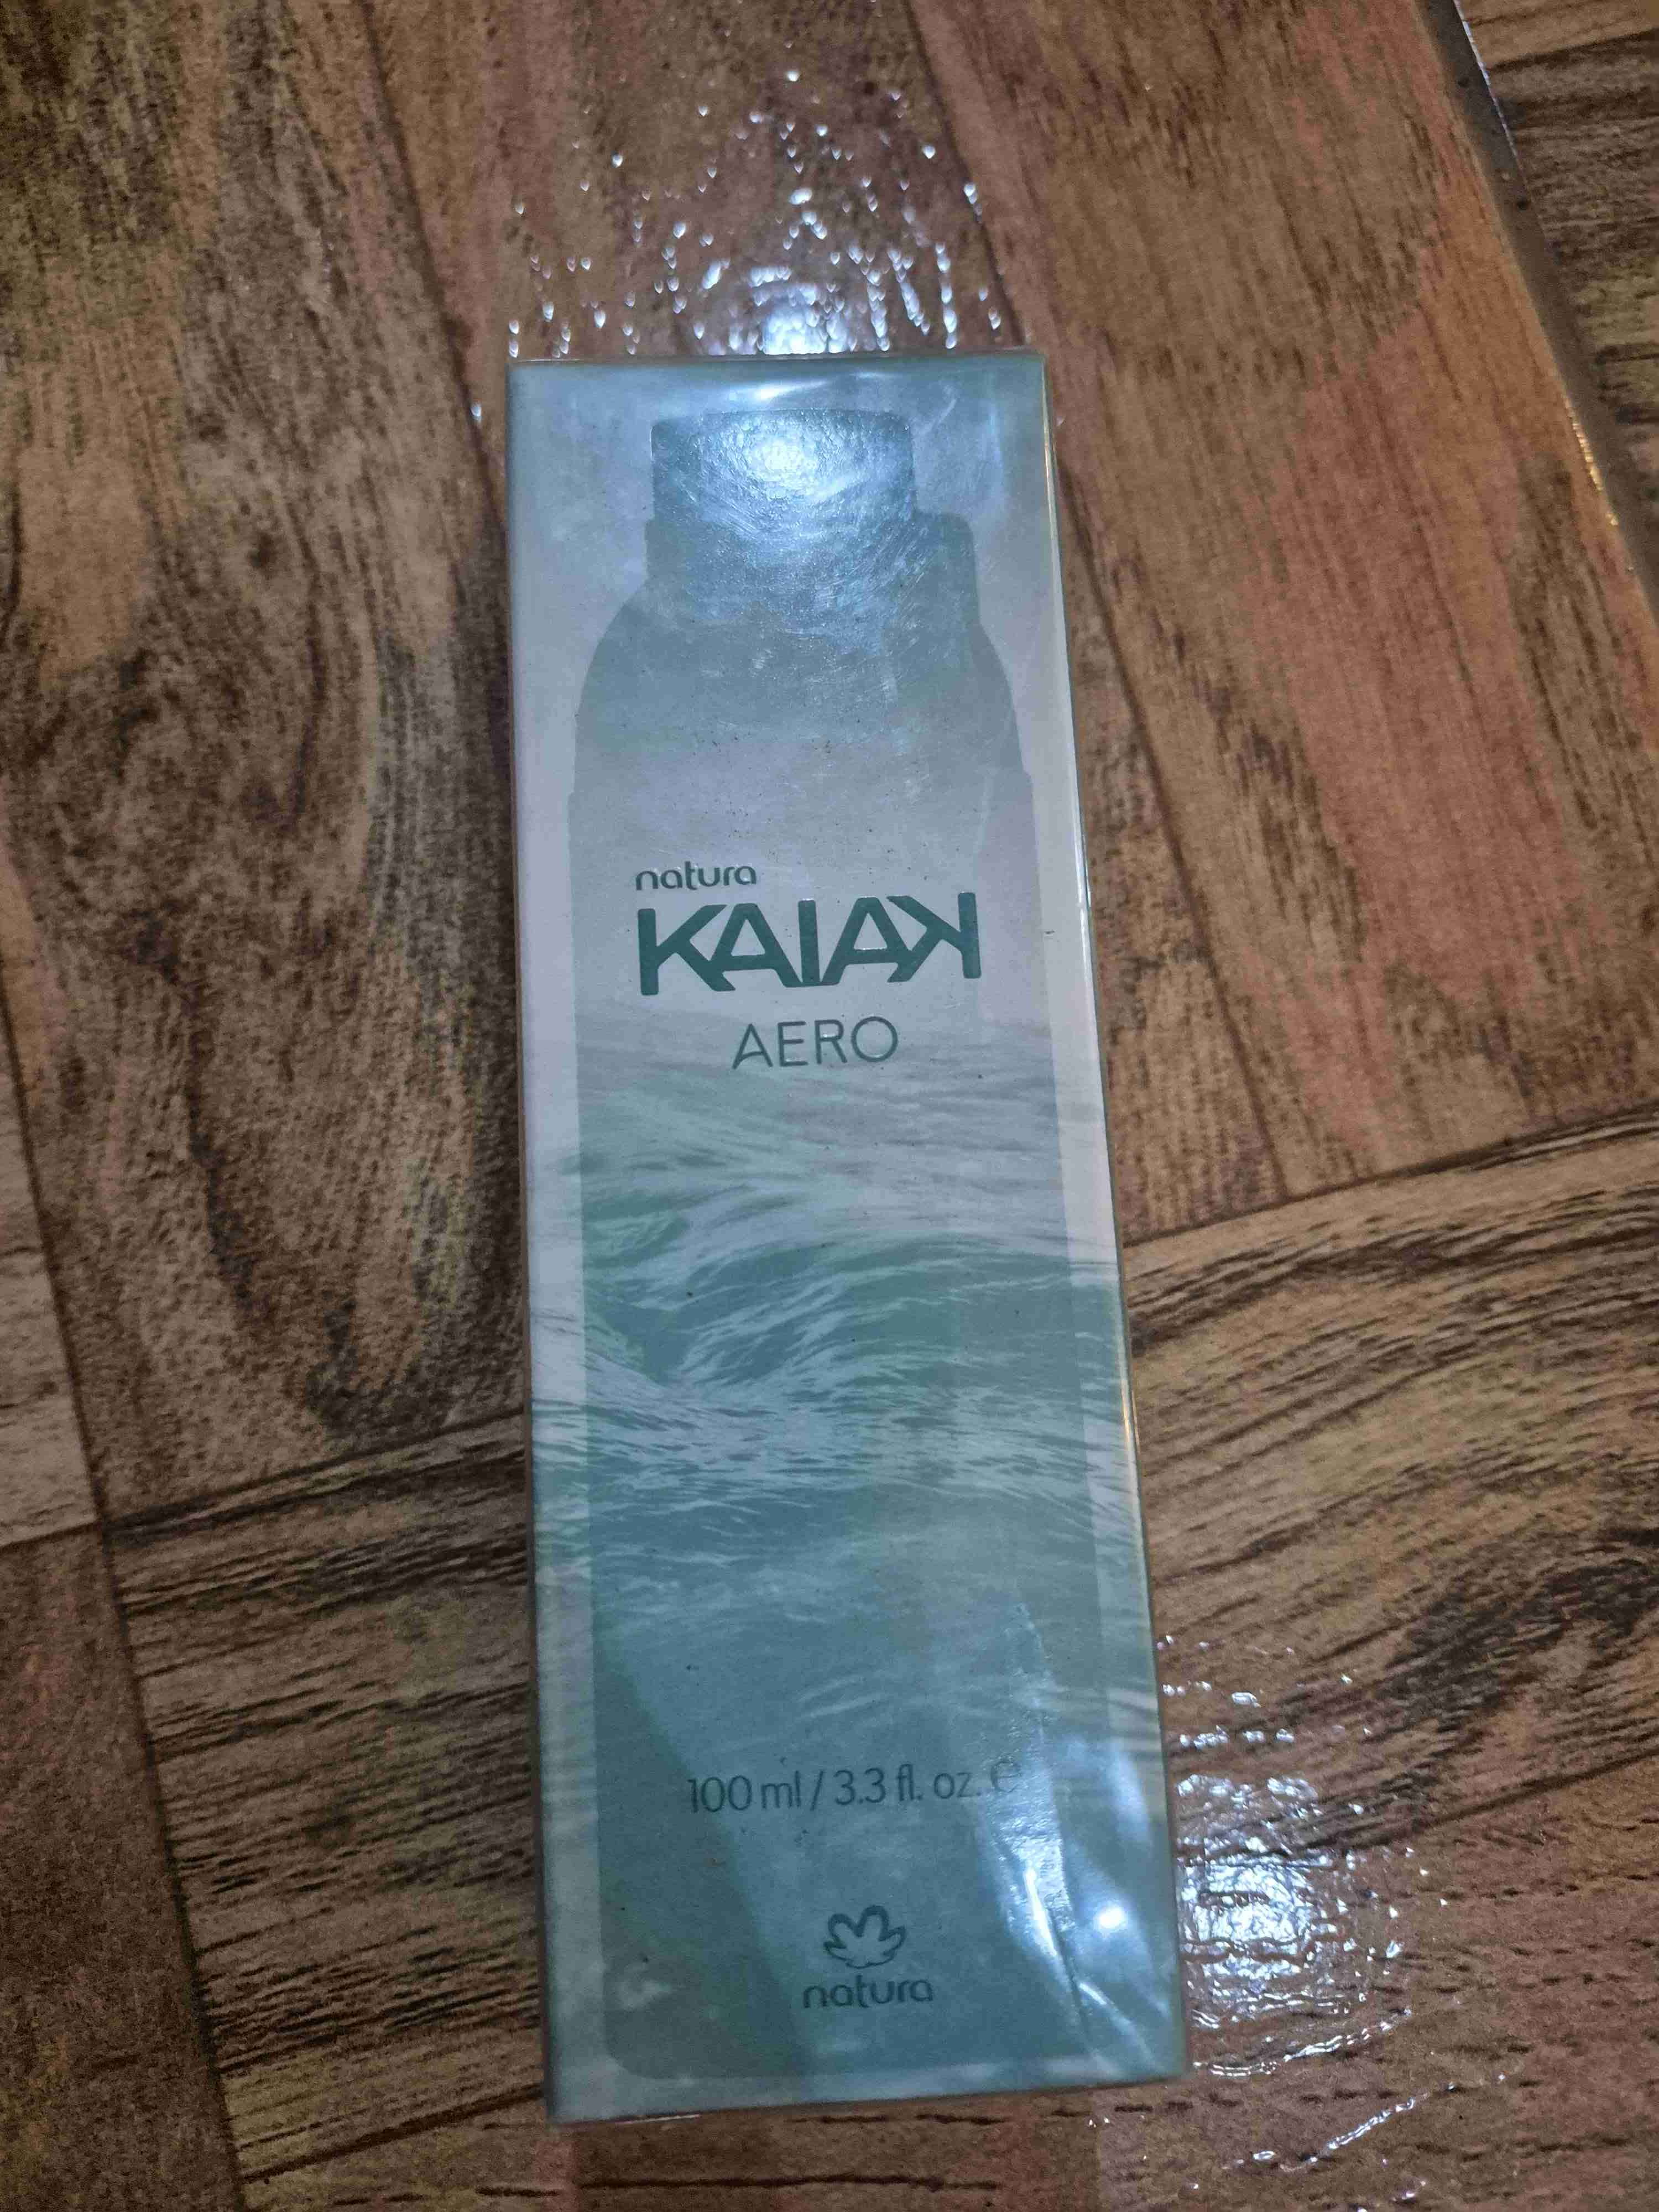 natura
KAIAK
AERO
100 ml / 3.3 fl. oz. ℮
natura